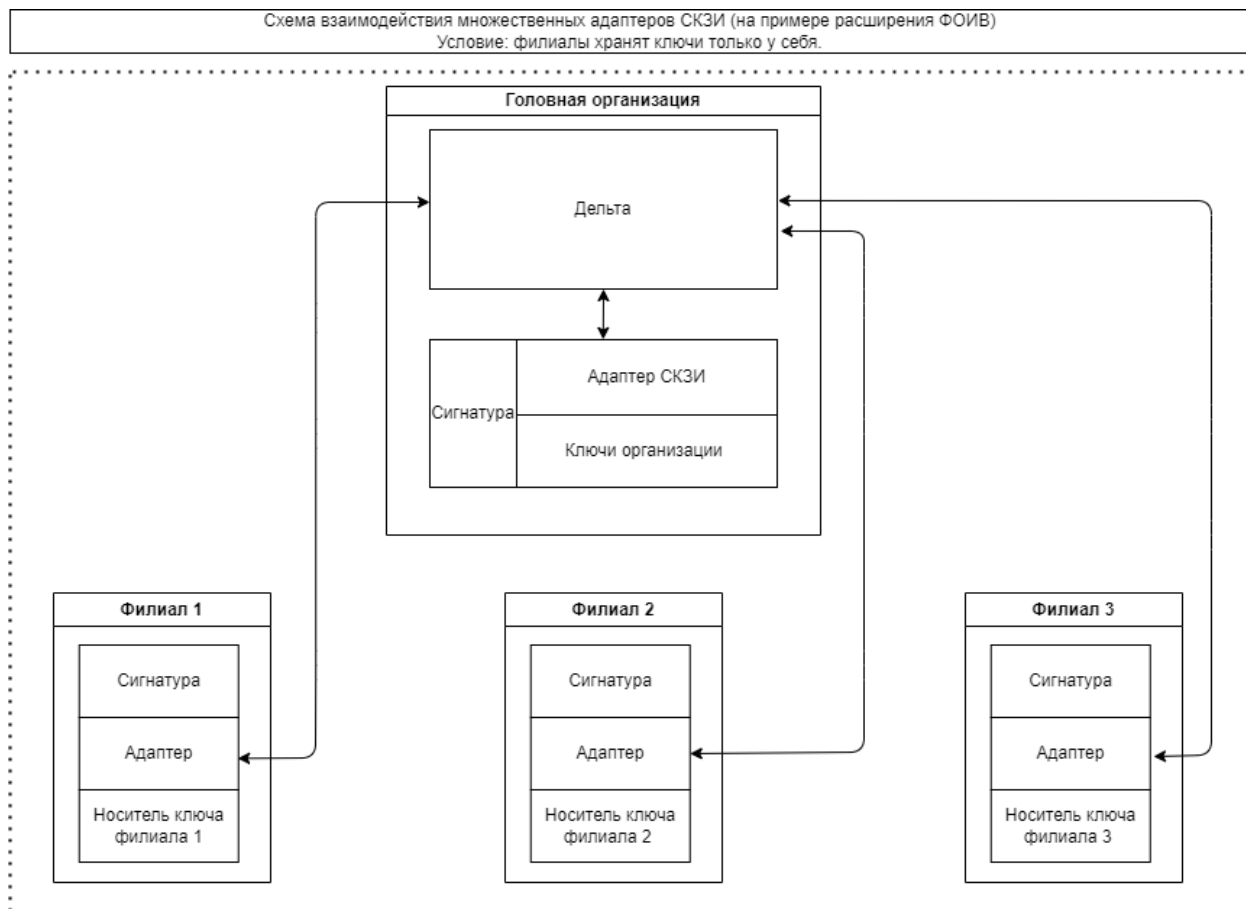 Схема взаимодействия множественных адаптеров СКЗИ (на примере расширения ФОИВ)
Условие: филиалы хранят ключи только у себя.
Головная организация
Дельта
Сигнатура
Адаптер СКЗИ
Ключи организации
Филиал 1
Сигнатура
Адаптер
Носитель ключа
филиала 1
Филиал 2
Сигнатура
Адаптер
Носитель ключа
филиала 2
Филиал 3
Сигнатура
Адаптер
Носитель ключа
филиала 3